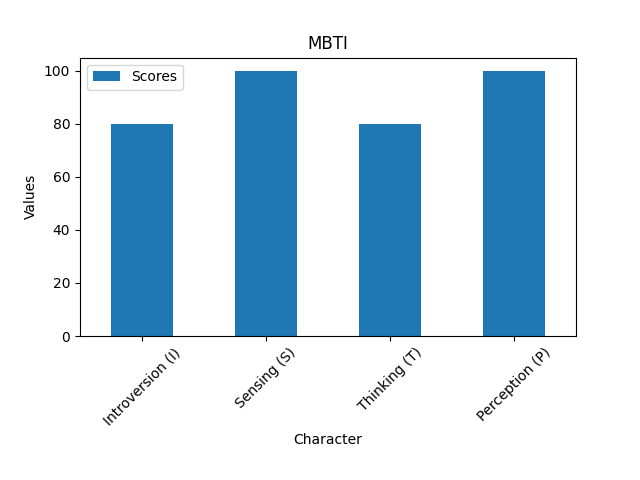 MBTI
Scores
100
80
60
40
20
0
Values
Introversion (I)
Sensing (S)
Thinking (T)
Perception (P)
Character